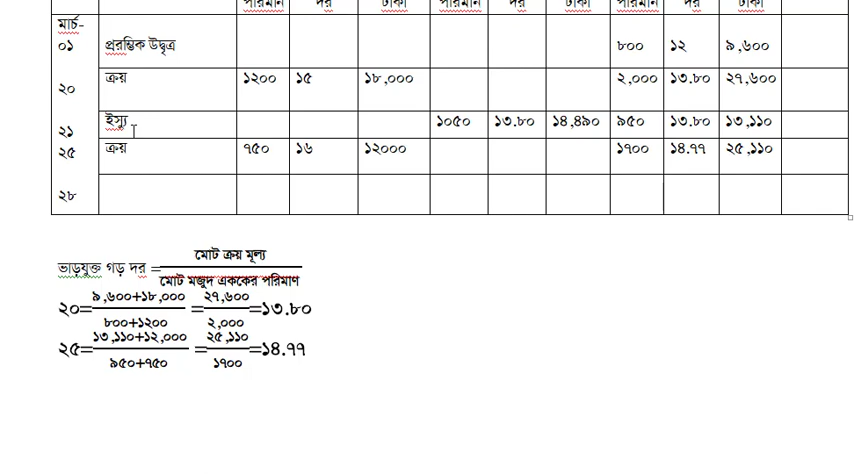 পরিমান দর টাকা পরিমান দর টাকা পরিমান দর টাকা
মার্চ-
০১ প্ররম্ভিক উদ্বৃত্র ৮০০ ১২ ৯,৬০০
২০ ক্রয় ১২০০ ১৫ ১৮,০০০ ২,০০০ ১৩.৮০ ২৭,৬০০
২১ ইস্যু ১০৫০ ১৩.৮০ ১৪,৪৯০ ৯৫০ ১৩.৮০ ১৩,১১০
২৫ ক্রয় ৭৫০ ১৬ ১২০০০ ১৭০০ ১৪.৭৭ ২৫,১১০
২৮
মোট ক্রয় মূল্য
ভাড়যুক্ত গড় দর =
মোট মজুদ এককের পরিমাণ
৯,৬০০+১৮,০০০ ২৭,৬০০
২০= = =১৩.৮০
৮০০+১২০০ ২,০০০
১৩,১১০+১২,০০০ ২৫,১১০
২৫= = =১৪.৭৭
৯৫০+৭৫০ ১৭০০